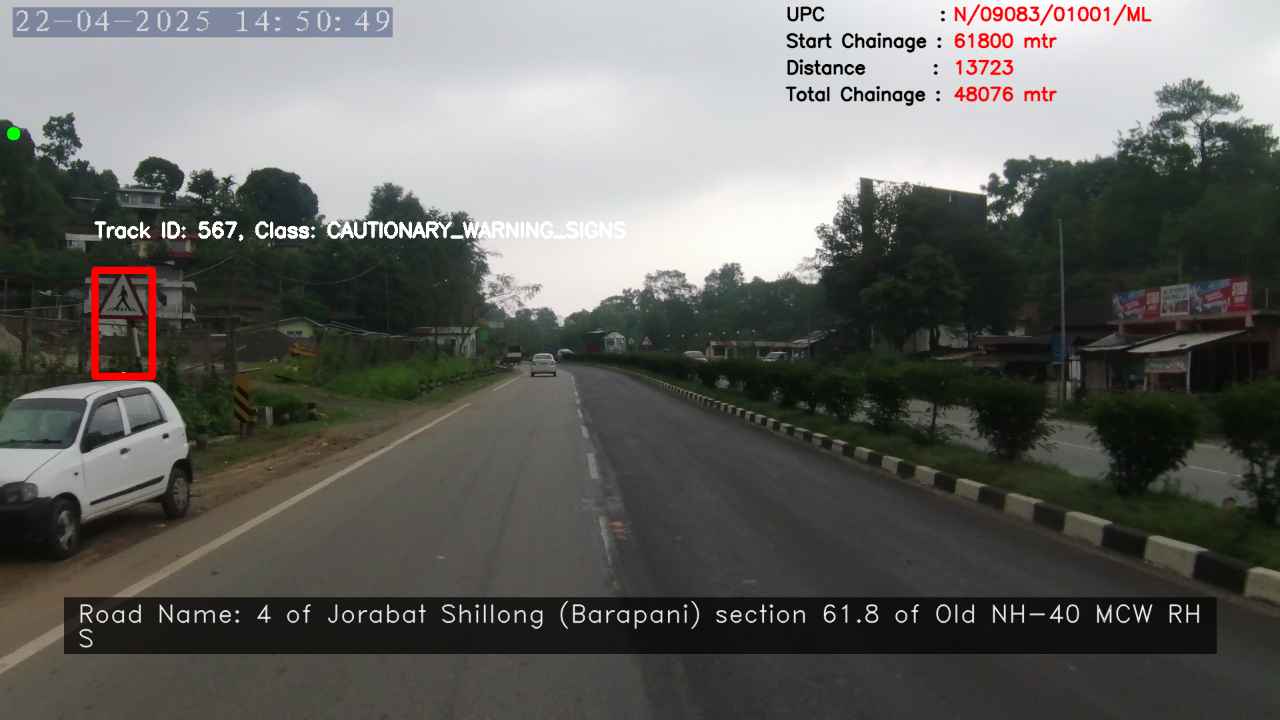 22-04-2025 14:50:49
UPC : N/09083/01001/ML
Start Chainage : 61800 mtr
Distance : 13723
Total Chainage : 48076 mtr
Track ID: 567, Class: CAUTIONARY_WARNING_SIGNS
Road Name: 4 of Jorabat Shillong (Barapani) section 61.8 of Old NH-40 MCW RH
S